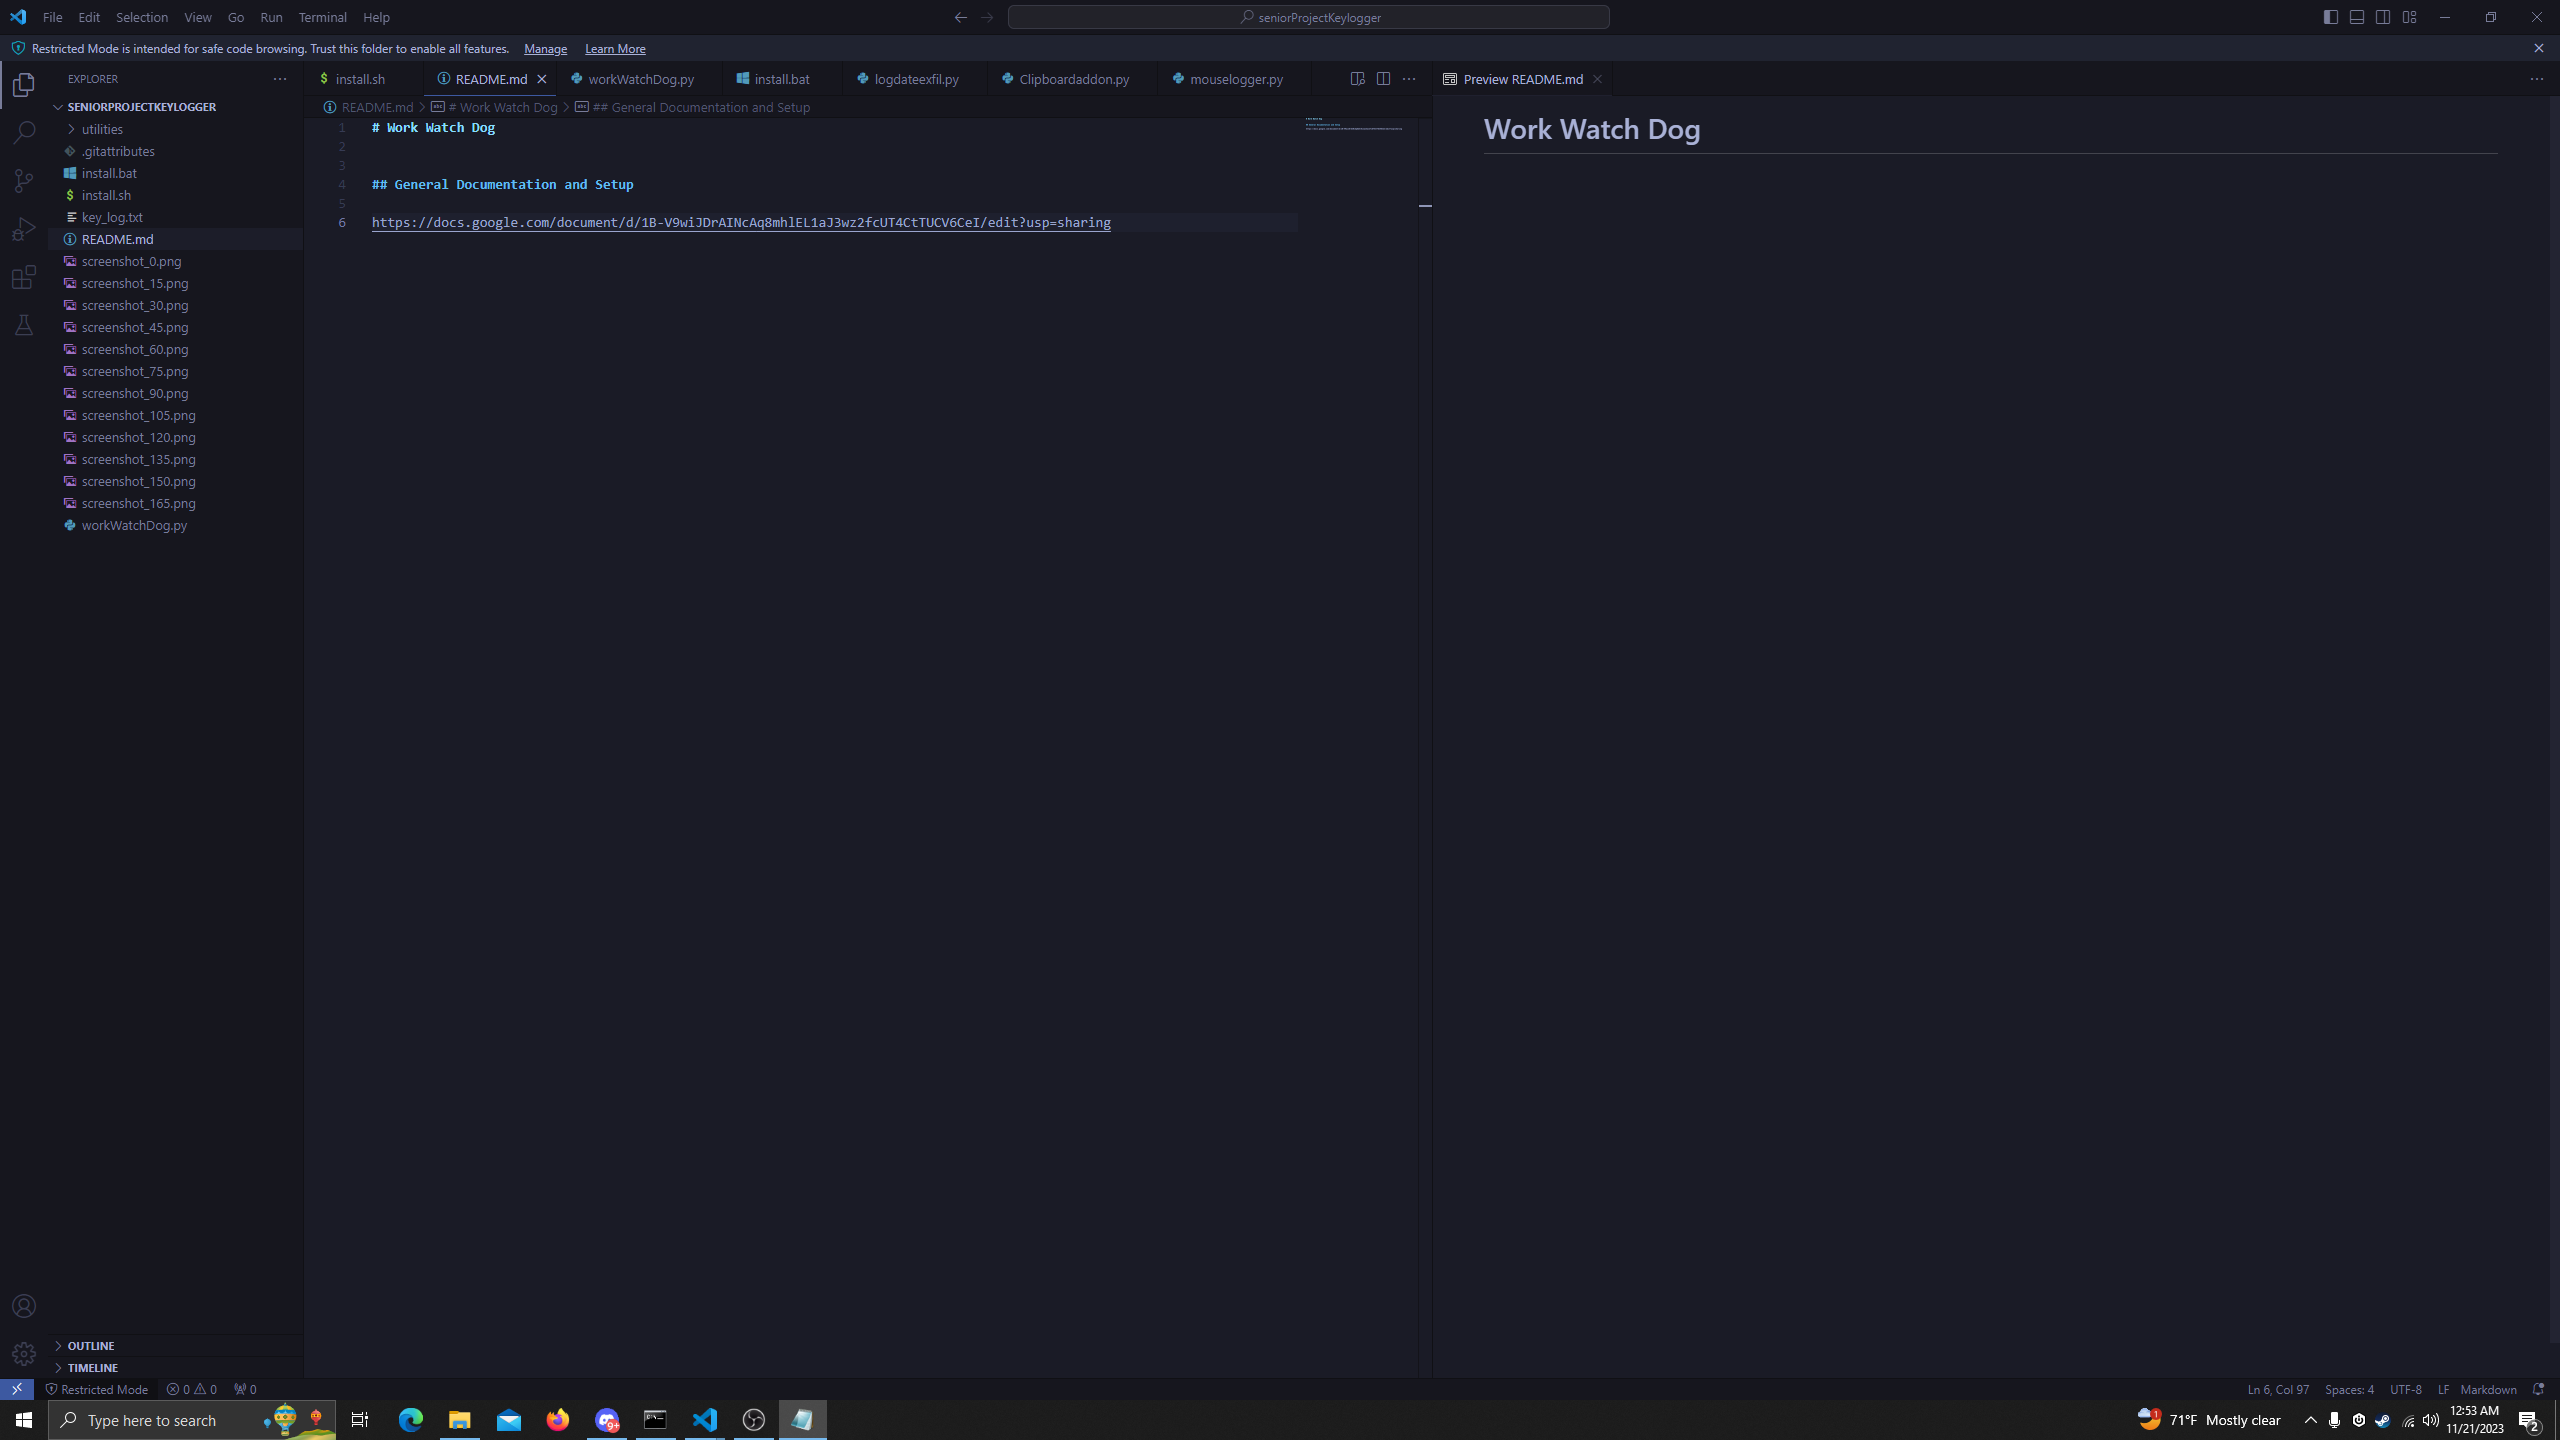 File Edit Selection View Go Run Terminal Help
seniorProjectKeylogger
Restricted Mode is intended for safe code browsing. Trust this folder to enable all features. Manage Learn More
EXPLORER
SENIORPROJECTKEYLOGGER
utilities
.gitattributes
install.bat
install.sh
key_log.txt
README.md
screenshot_0.png
screenshot_15.png
screenshot_30.png
screenshot_45.png
screenshot_60.png
screenshot_75.png
screenshot_90.png
screenshot_105.png
screenshot_120.png
screenshot_135.png
screenshot_150.png
screenshot_165.png
workWatchDog.py
OUTLINE
TIMELINE
install.sh README.md workWatchDog.py install.bat logdateexfil.py Clipboardaddon.py mouselogger.py
README.md > # Work Watch Dog > ## General Documentation and Setup
1 # Work Watch Dog
2
3
4 ## General Documentation and Setup
5
6 https://docs.google.com/document/d/1B-V9wiJDrAINcAq8mhlEL1aJ3wz2fcUT4CtTUCV6CeI/edit?usp=sharing
Preview README.md
Work Watch Dog
Restricted Mode 0 0 0
Ln 6, Col 97 Spaces: 4 UTF-8 LF Markdown
Type here to search
9+
1 71°F Mostly clear
12:53 AM
11/21/2023
2